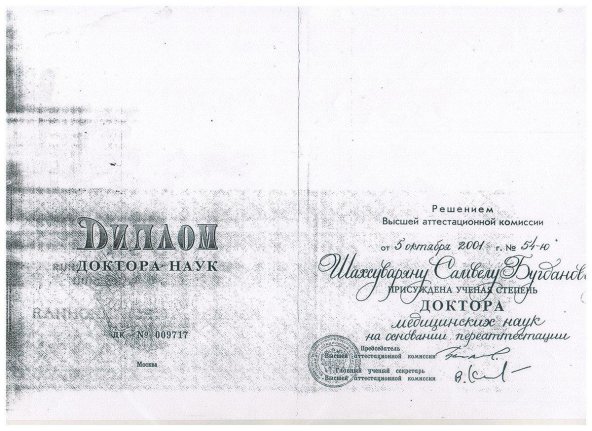 Диплом
ДОКТОРА НАУК
ДК № 009717
Москва
Решением
Высшей аттестационной комиссии
от 5 октября 2001 г. № 54-ю
Шахсуваряну Самвелу Бугданов
ПРИСУЖДЕНА УЧЕНАЯ СТЕПЕНЬ
ДОКТОРА
медицинских наук
на основании переаттестации
Председатель
Высшей аттестационной комиссии
Главный ученый секретарь
Высшей аттестационной комиссии